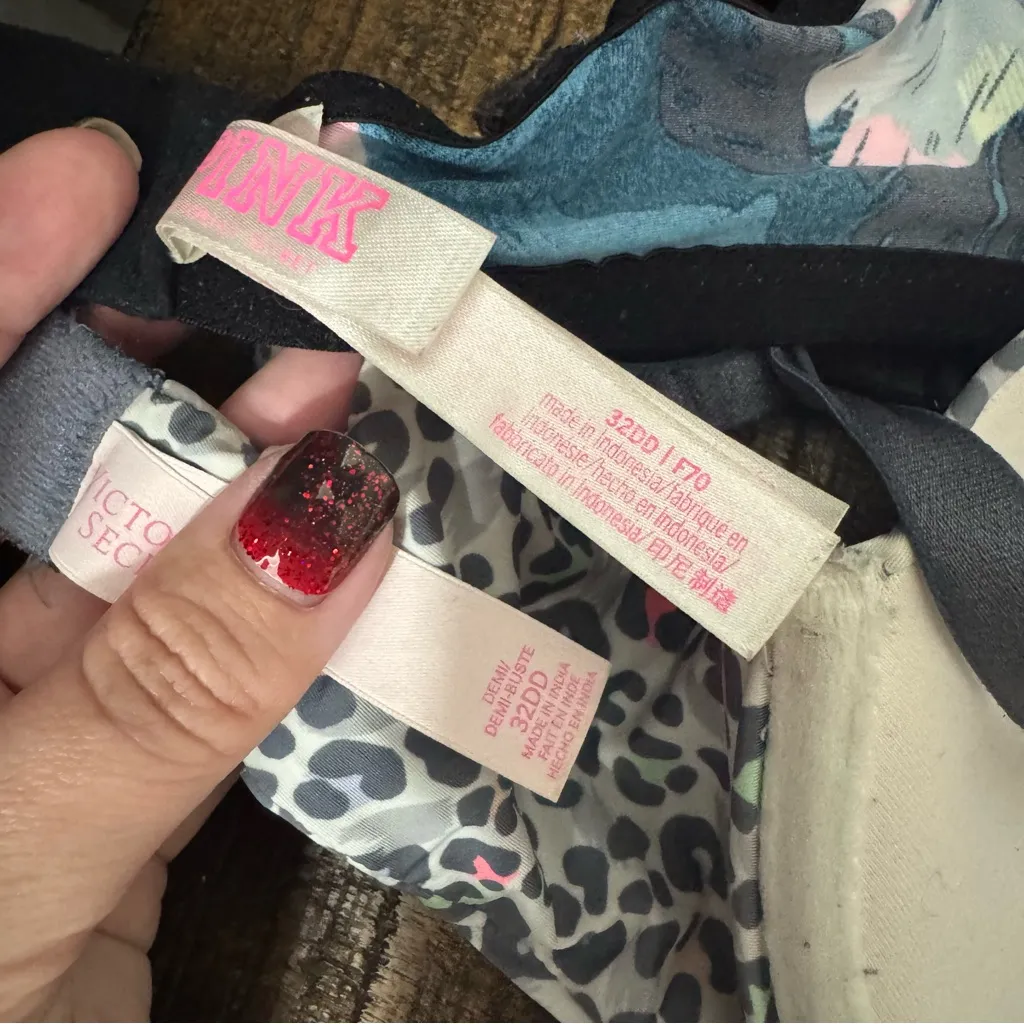 PINK
32DD | F70
made in Indonesia/fabriqué en
Indonésie/hecho en Indonesia/
fabbricato in Indonesia/ 印尼制造
VICTO
SECR
DEMI/
DEMI-BUSTE
32DD
MADE IN INDIA
FAIT EN INDE
HECHO EN INDIA